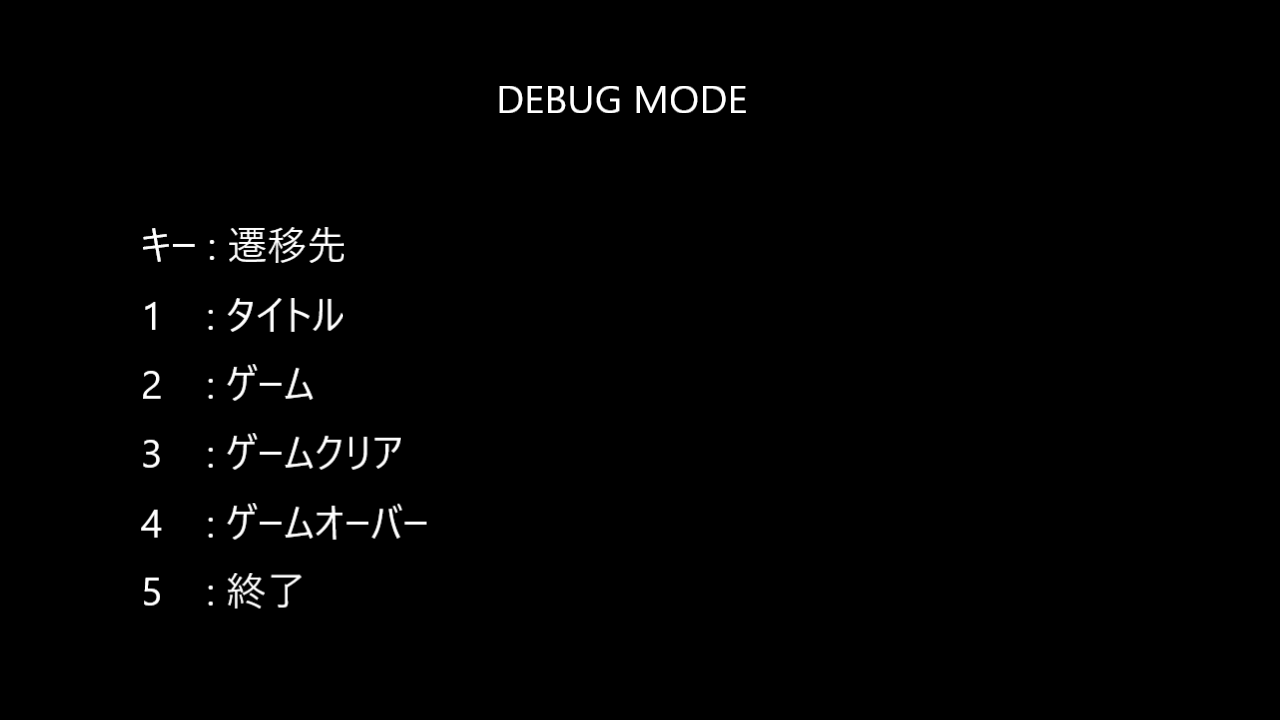 DEBUG MODE
キー : 遷移先
1 : タイトル
2 : ゲーム
3 : ゲームクリア
4 : ゲームオーバー
5 : 終了